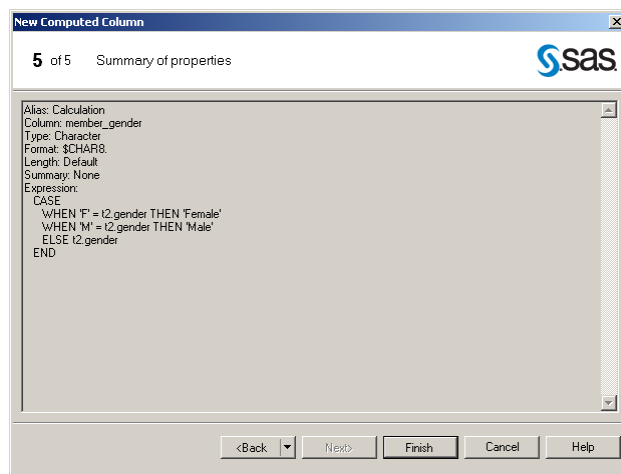 New Computed Column
5 of 5 Summary of properties
sas
Alias: Calculation
Column: member_gender
Type: Character
Format: $CHAR8.
Length: Default
Summary: None
Expression:
CASE
WHEN 'F' = t2.gender THEN 'Female'
WHEN 'M' = t2.gender THEN 'Male'
ELSE t2.gender
END
<Back Next> Finish Cancel Help